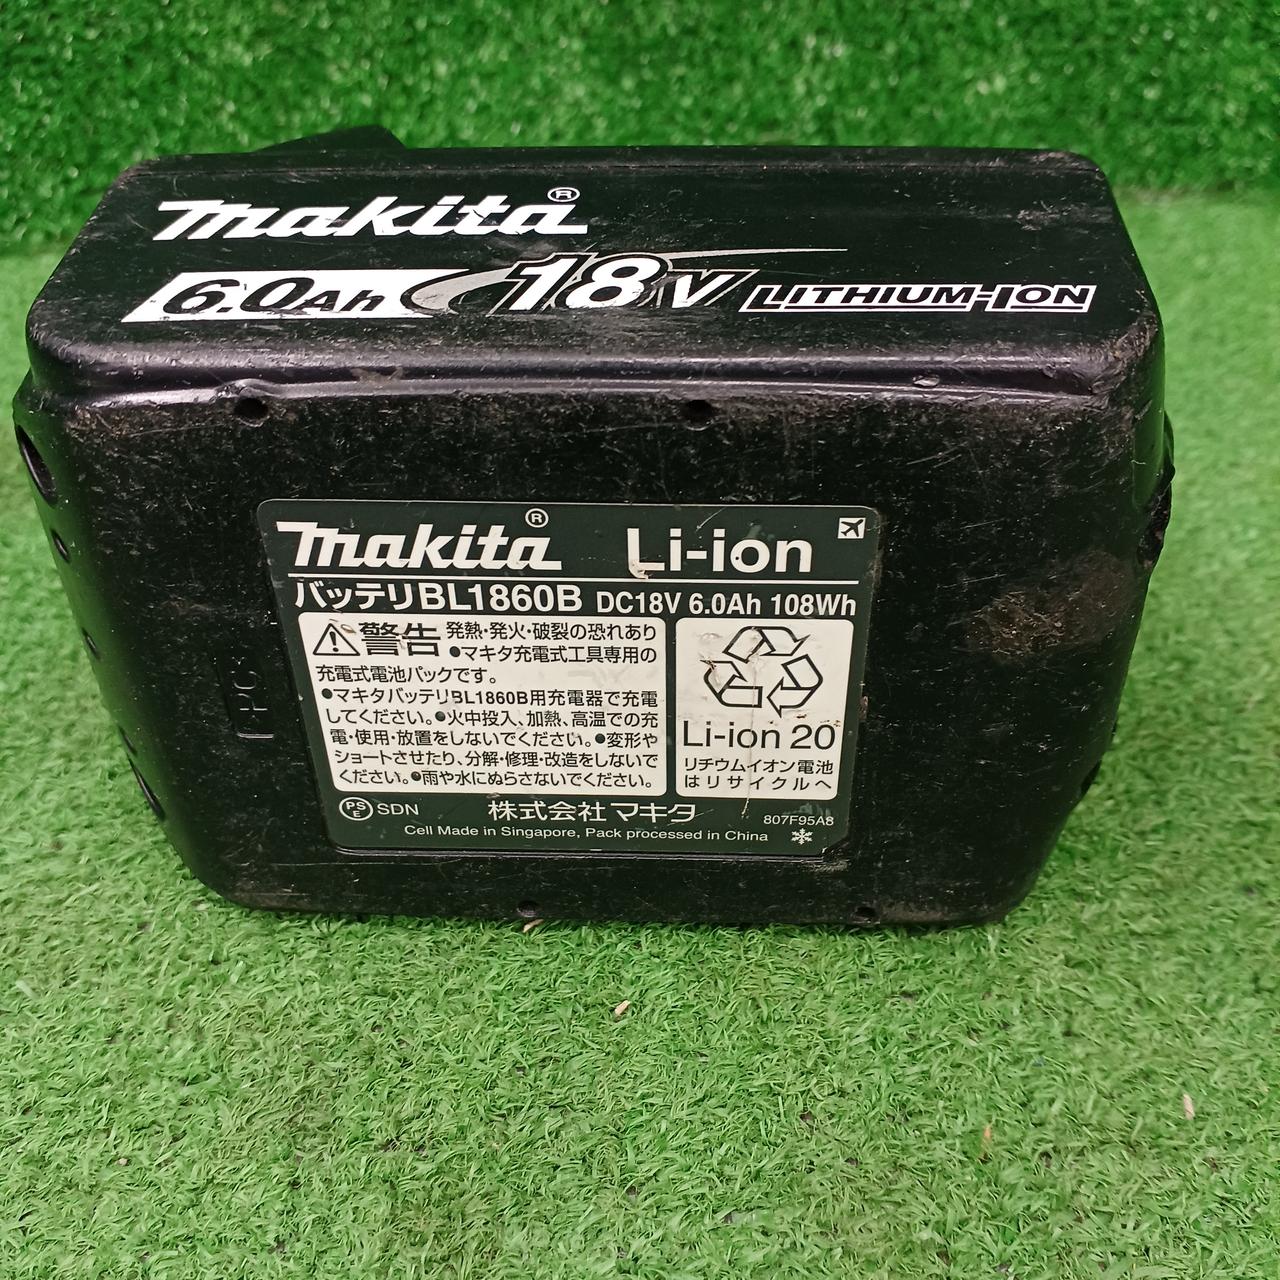 makita®
6.0Ah 18V LITHIUM-ION
makita® Li-ion
バッテリBL1860B DC18V 6.0Ah 108Wh
警告 発熱・発火・破裂の恐れあり
●マキタ充電式工具専用の
充電式電池パックです。
●マキタバッテリBL1860B用充電器で充電
してください。●火中投入、加熱、高温での充
電・使用・放置をしないでください。●変形や
ショートさせたり、分解・修理・改造をしないで
ください。●雨や水にぬらさないでください。
Li-ion 20
リチウムイオン電池
はリサイクルへ
PS
E
SDN
株式会社マキタ
807F95A8
Cell Made in Singapore, Pack processed in China